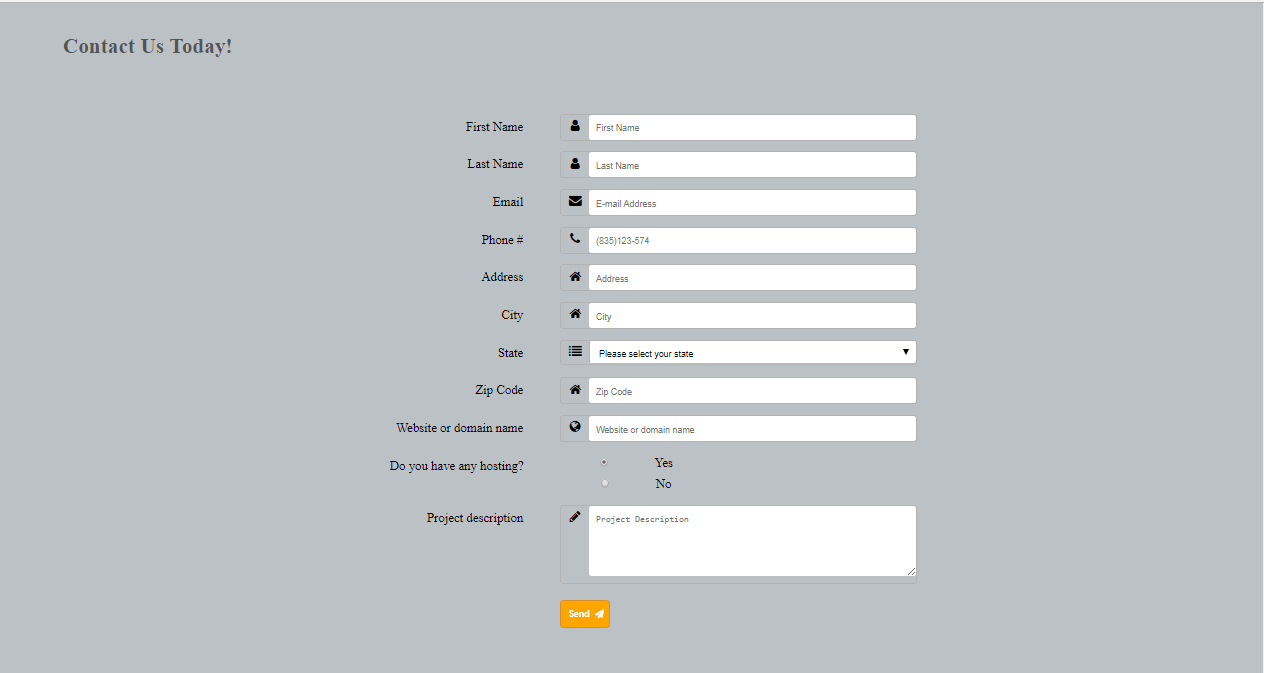 Contact Us Today!
First Name
First Name
Last Name
Last Name
Email
E-mail Address
Phone #
(835)123-574
Address
Address
City
City
State
Please select your state
Zip Code
Zip Code
Website or domain name
Website or domain name
Do you have any hosting?
Yes
No
Project description
Project Description
Send